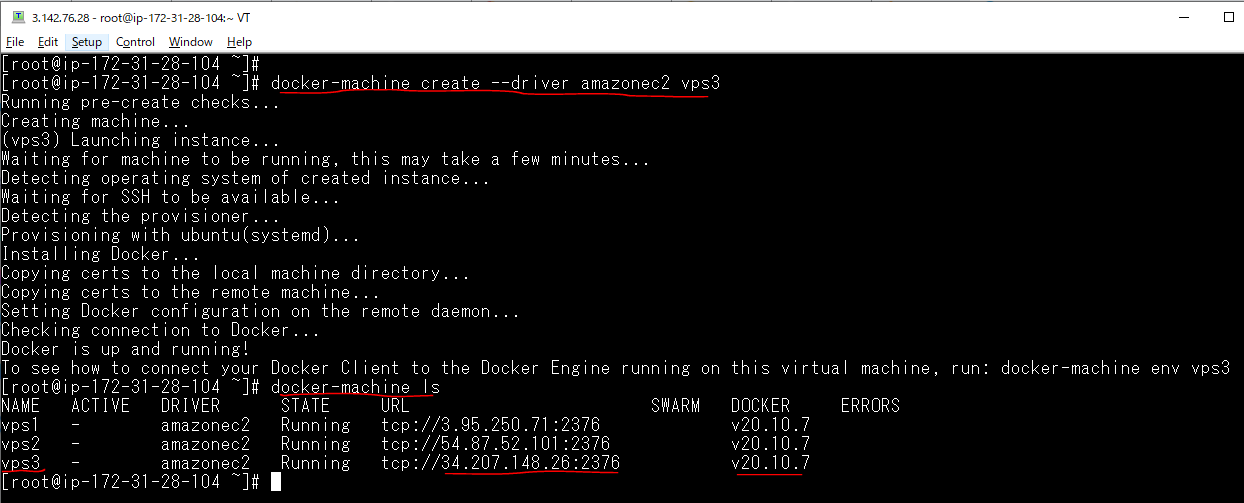 3.142.76.28 - root@ip-172-31-28-104:~ VT
File Edit Setup Control Window Help
[root@ip-172-31-28-104 ~]#
[root@ip-172-31-28-104 ~]# docker-machine create --driver amazonec2 vps3
Running pre-create checks...
Creating machine...
(vps3) Launching instance...
Waiting for machine to be running, this may take a few minutes...
Detecting operating system of created instance...
Waiting for SSH to be available...
Detecting the provisioner...
Provisioning with ubuntu(systemd)...
Installing Docker...
Copying certs to the local machine directory...
Copying certs to the remote machine...
Setting Docker configuration on the remote daemon...
Checking connection to Docker...
Docker is up and running!
To see how to connect your Docker Client to the Docker Engine running on this virtual machine, run: docker-machine env vps3
[root@ip-172-31-28-104 ~]# docker-machine ls
NAME ACTIVE DRIVER STATE URL SWARM DOCKER ERRORS
vps1 - amazonec2 Running tcp://3.95.250.71:2376 v20.10.7
vps2 - amazonec2 Running tcp://54.87.52.101:2376 v20.10.7
vps3 - amazonec2 Running tcp://34.207.148.26:2376 v20.10.7
[root@ip-172-31-28-104 ~]#